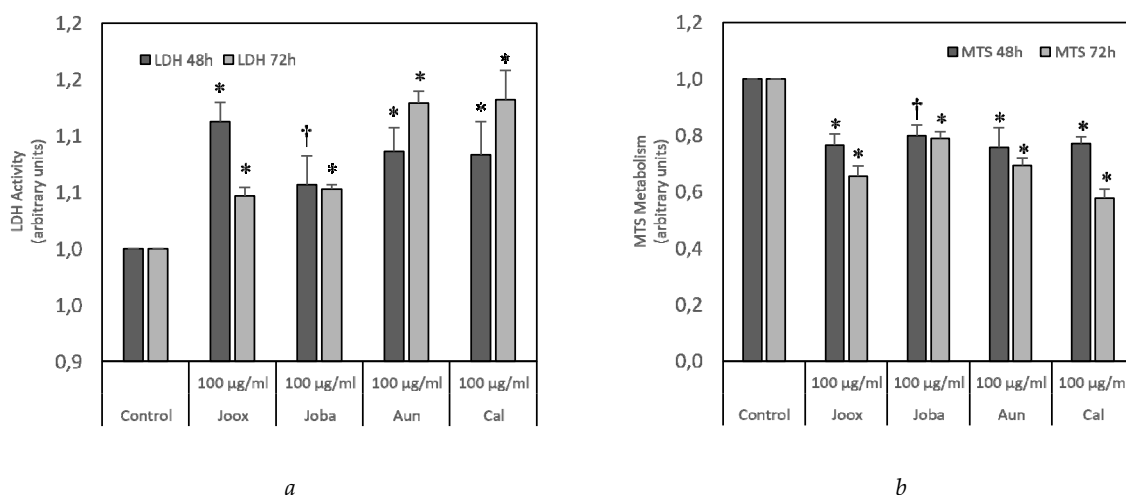 1,2
1,2
1,1
1,1
1,0
1,0
0,9
LDH Activity
(arbitrary units)
LDH 48h LDH 72h
* * † * * * * *
100 µg/ml 100 µg/ml 100 µg/ml 100 µg/ml
Control Joox Joba Aun Cal
a
1,2
1,0
0,8
0,6
0,4
0,2
0,0
MTS Metabolism
(arbitrary units)
MTS 48h MTS 72h
* * † * * * * *
100 µg/ml 100 µg/ml 100 µg/ml 100 µg/ml
Control Joox Joba Aun Cal
b